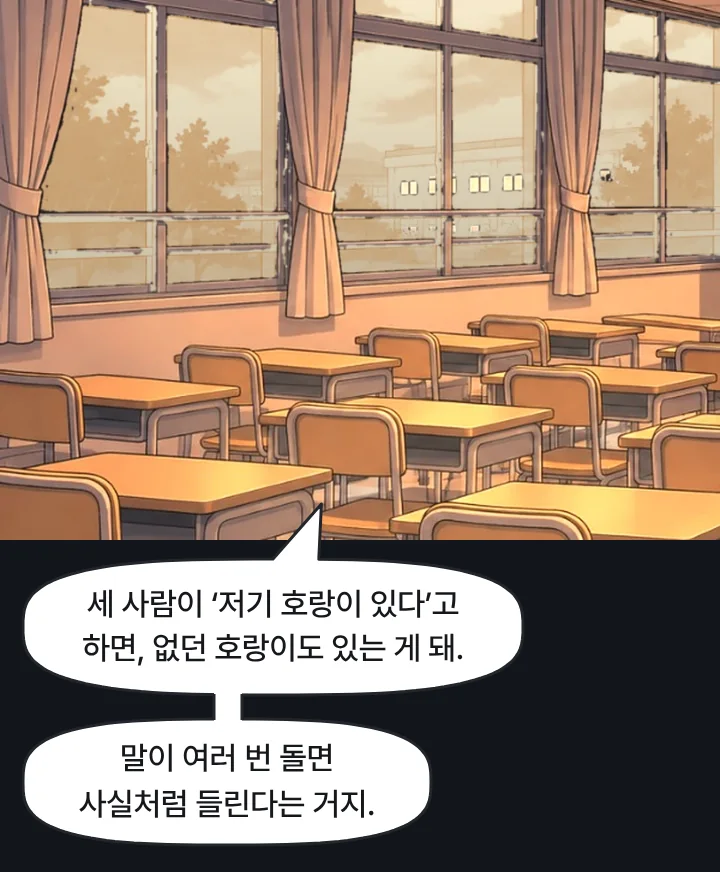 세 사람이 ‘저기 호랑이 있다’고
하면, 없던 호랑이도 있는 게 돼.
말이 여러 번 돌면
사실처럼 들린다는 거지.